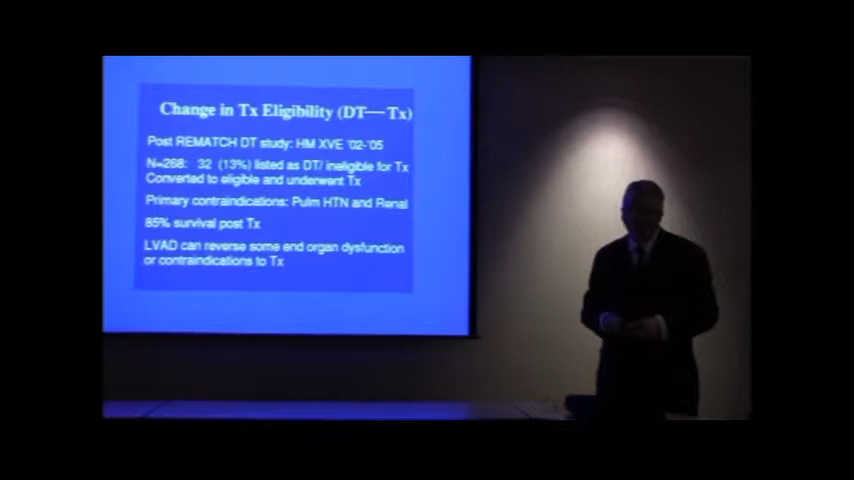 Change in Tx Eligibility (DT—Tx)
Post REMATCH DT study: HM XVE '02-'05
N=268: 32 (13%) listed as DT/ ineligible for Tx
Converted to eligible and underwent Tx
Primary contraindications: Pulm HTN and Renal
85% survival post Tx
LVAD can reverse some end organ dysfunction
or contraindications to Tx